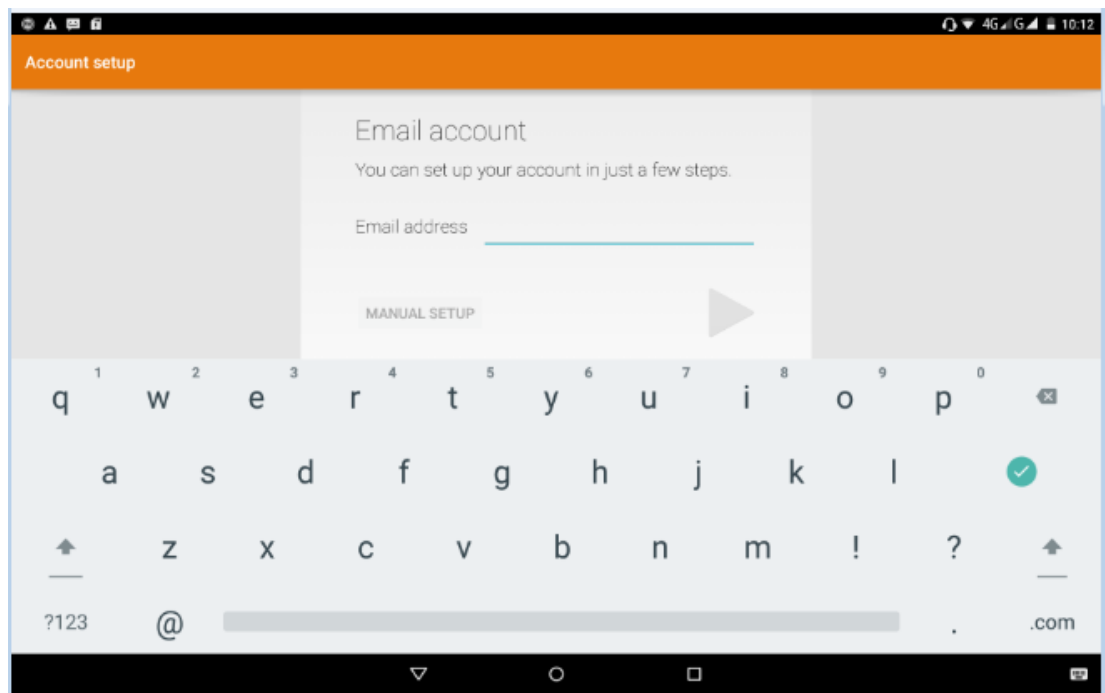 4G G 10:12
Account setup
Email account
You can set up your account in just a few steps.
Email address
MANUAL SETUP
1 2 3 4 5 6 7 8 9 0
q w e r t y u i o p
a s d f g h j k l
z x c v b n m ! ?
?123 @ . .com